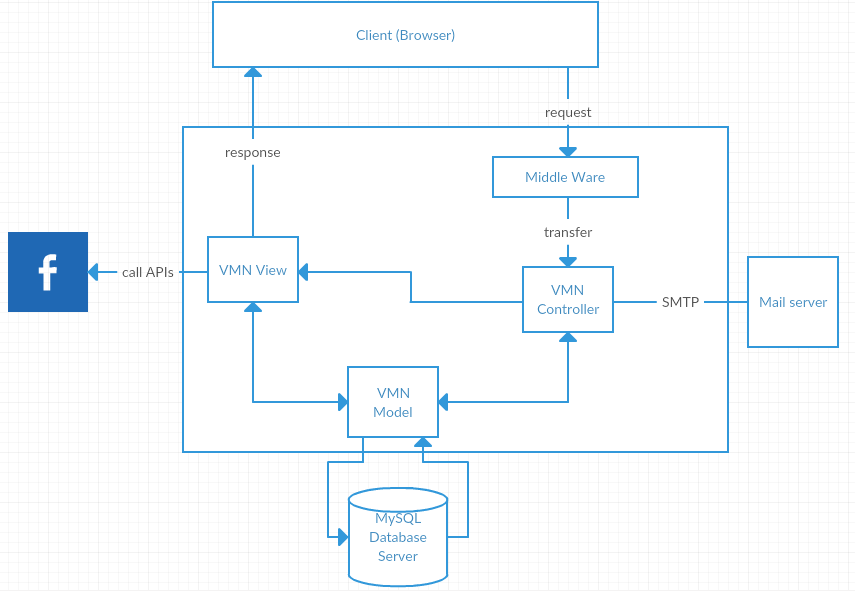 Client (Browser)
request
response
Middle Ware
transfer
f
call APIs
VMN View
VMN
Controller
SMTP
Mail server
VMN
Model
MySQL
Database
Server